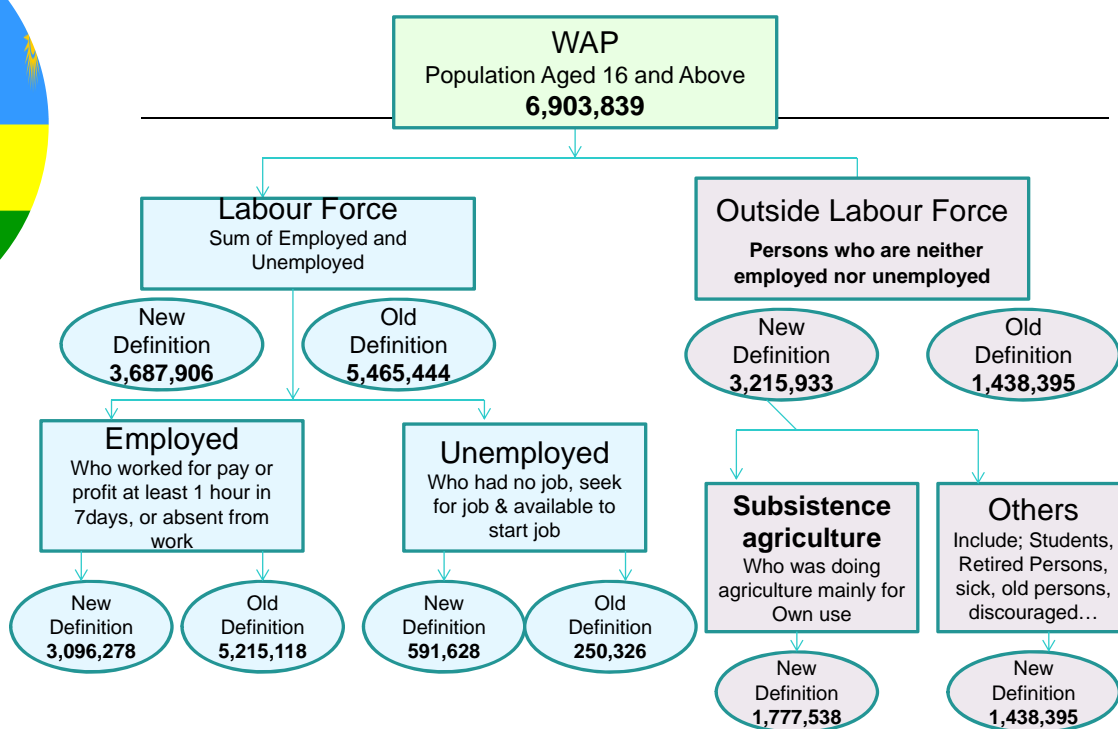 WAP
Population Aged 16 and Above
6,903,839
Labour Force
Sum of Employed and
Unemployed
Outside Labour Force
Persons who are neither
employed nor unemployed
New
Definition
3,687,906
Old
Definition
5,465,444
New
Definition
3,215,933
Old
Definition
1,438,395
Employed
Who worked for pay or
profit at least 1 hour in
7days, or absent from
work
Unemployed
Who had no job, seek
for job & available to
start job
Subsistence
agriculture
Who was doing
agriculture mainly for
Own use
Others
Include; Students,
Retired Persons,
sick, old persons,
discouraged…
New
Definition
3,096,278
Old
Definition
5,215,118
New
Definition
591,628
Old
Definition
250,326
New
Definition
1,777,538
New
Definition
1,438,395